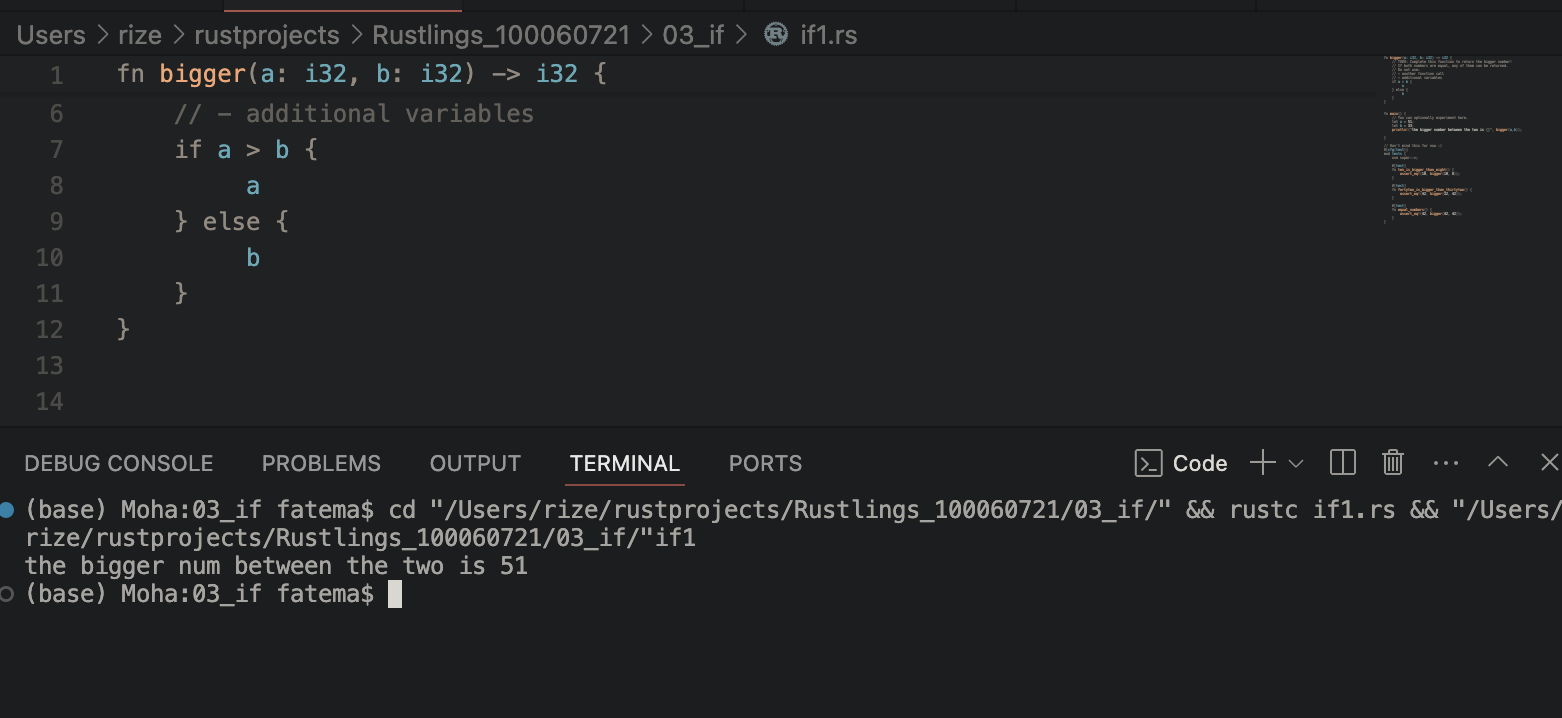 Users > rize > rustprojects > Rustlings_100060721 > 03_if > if1.rs
1 fn bigger(a: i32, b: i32) -> i32 {
6 // - additional variables
7 if a > b {
8 a
9 } else {
10 b
11 }
12 }
13
14
DEBUG CONSOLE PROBLEMS OUTPUT TERMINAL PORTS Code
(base) Moha:03_if fatema$ cd "/Users/rize/rustprojects/Rustlings_100060721/03_if/" && rustc if1.rs && "/Users/
rize/rustprojects/Rustlings_100060721/03_if/"if1
the bigger num between the two is 51
(base) Moha:03_if fatema$